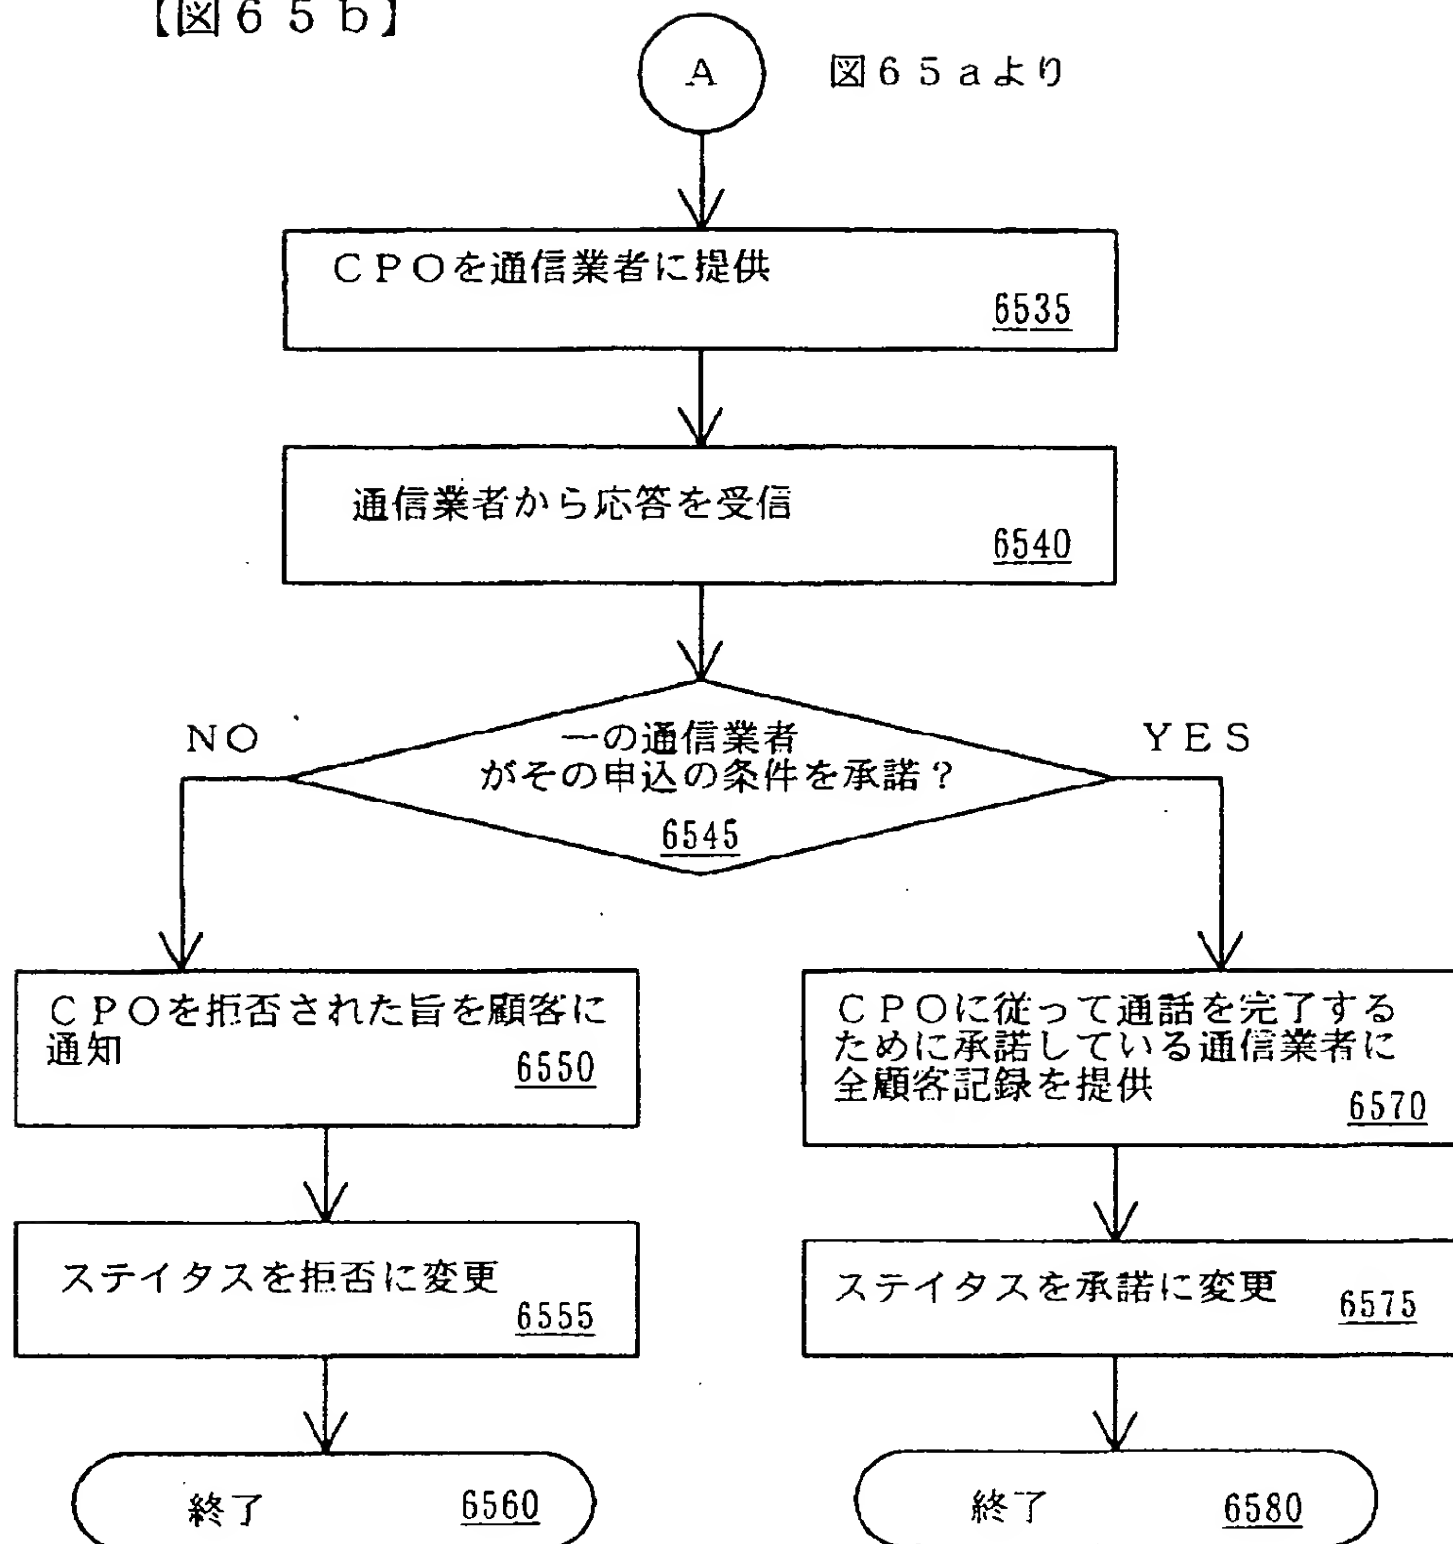 【図６５ｂ】
A
図６５ａより
ＣＰＯを通信業者に提供
6535
通信業者から応答を受信
6540
ＮＯ
ＹＥＳ
一の通信業者
がその申込の条件を承諾？
6545
ＣＰＯを拒否された旨を顧客に
通知
6550
ＣＰＯに従って通話を完了する
ために承諾している通信業者に
全顧客記録を提供
6570
ステイタスを拒否に変更
6555
ステイタスを承諾に変更
6575
終了
6560
終了
6580